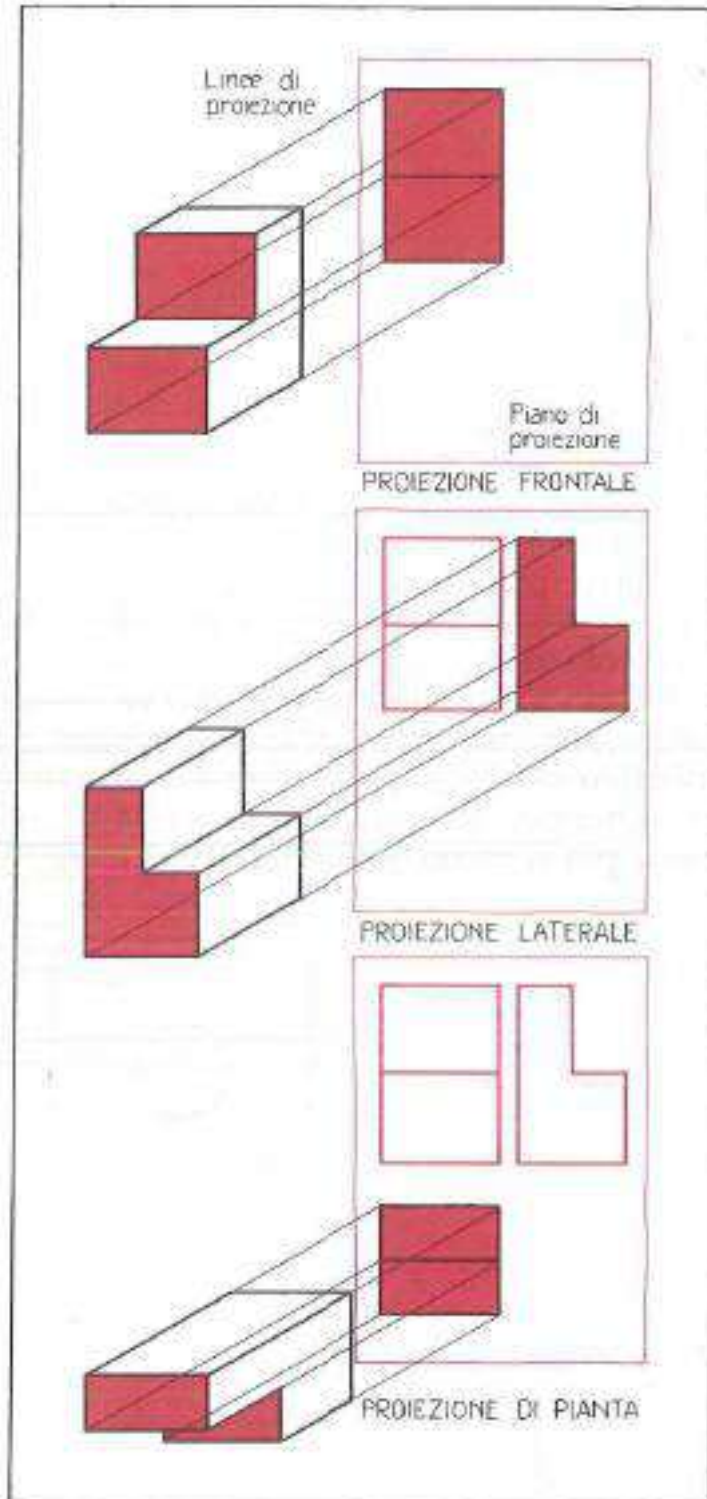 Linee di
proiezione
Piano di
proiezione
PROIEZIONE FRONTALE
PROIEZIONE LATERALE
PROIEZIONE DI PIANTA